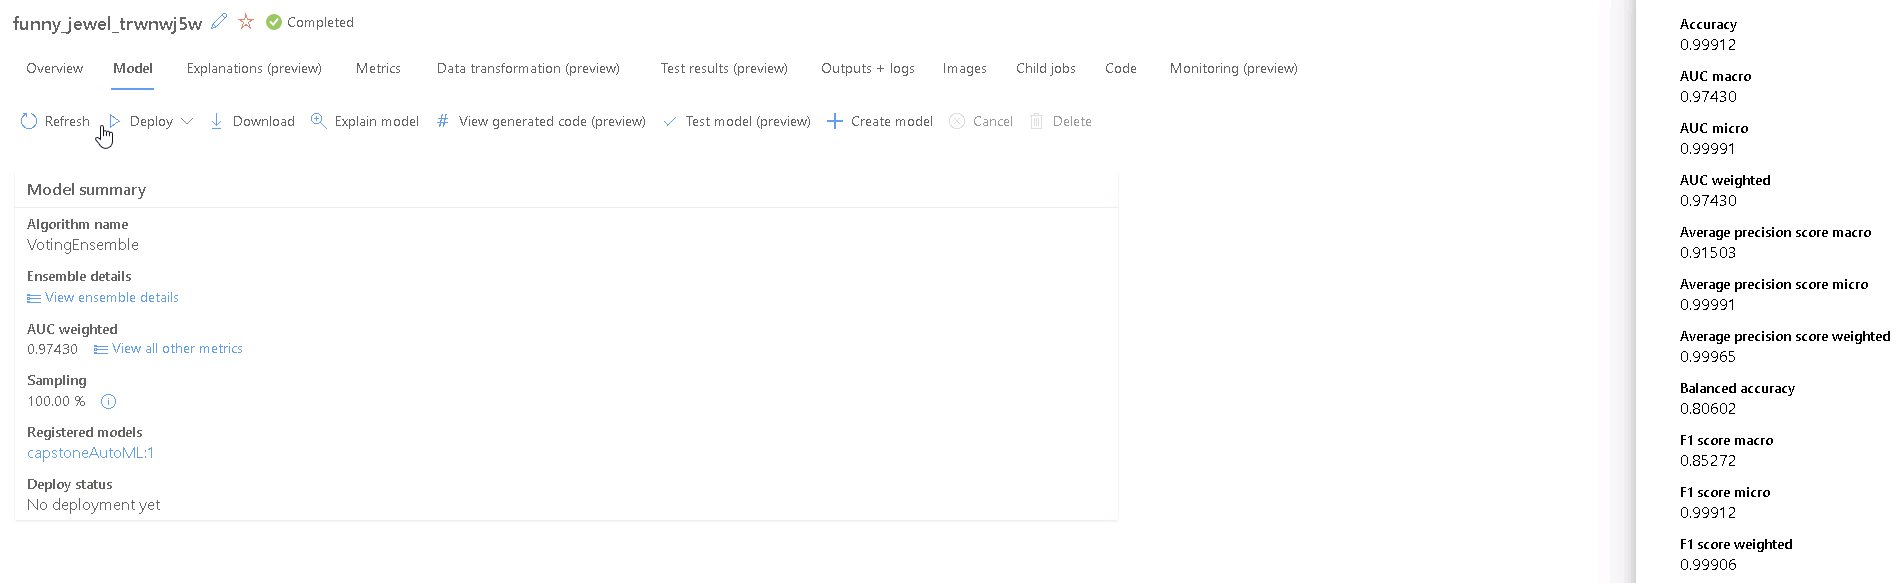 funny_jewel_trwnwj5w Completed
Overview Model Explanations (preview) Metrics Data transformation (preview) Test results (preview) Outputs + logs Images Child jobs Code Monitoring (preview)
Refresh Deploy Download Explain model # View generated code (preview) Test model (preview) Create model Cancel Delete
Model summary
Algorithm name
VotingEnsemble
Ensemble details
View ensemble details
AUC weighted
0.97430 View all other metrics
Sampling
100.00 %
Registered models
capstoneAutoML:1
Deploy status
No deployment yet
Accuracy
0.99912
AUC macro
0.97430
AUC micro
0.99991
AUC weighted
0.97430
Average precision score macro
0.91503
Average precision score micro
0.99991
Average precision score weighted
0.99965
Balanced accuracy
0.80602
F1 score macro
0.85272
F1 score micro
0.99912
F1 score weighted
0.99906